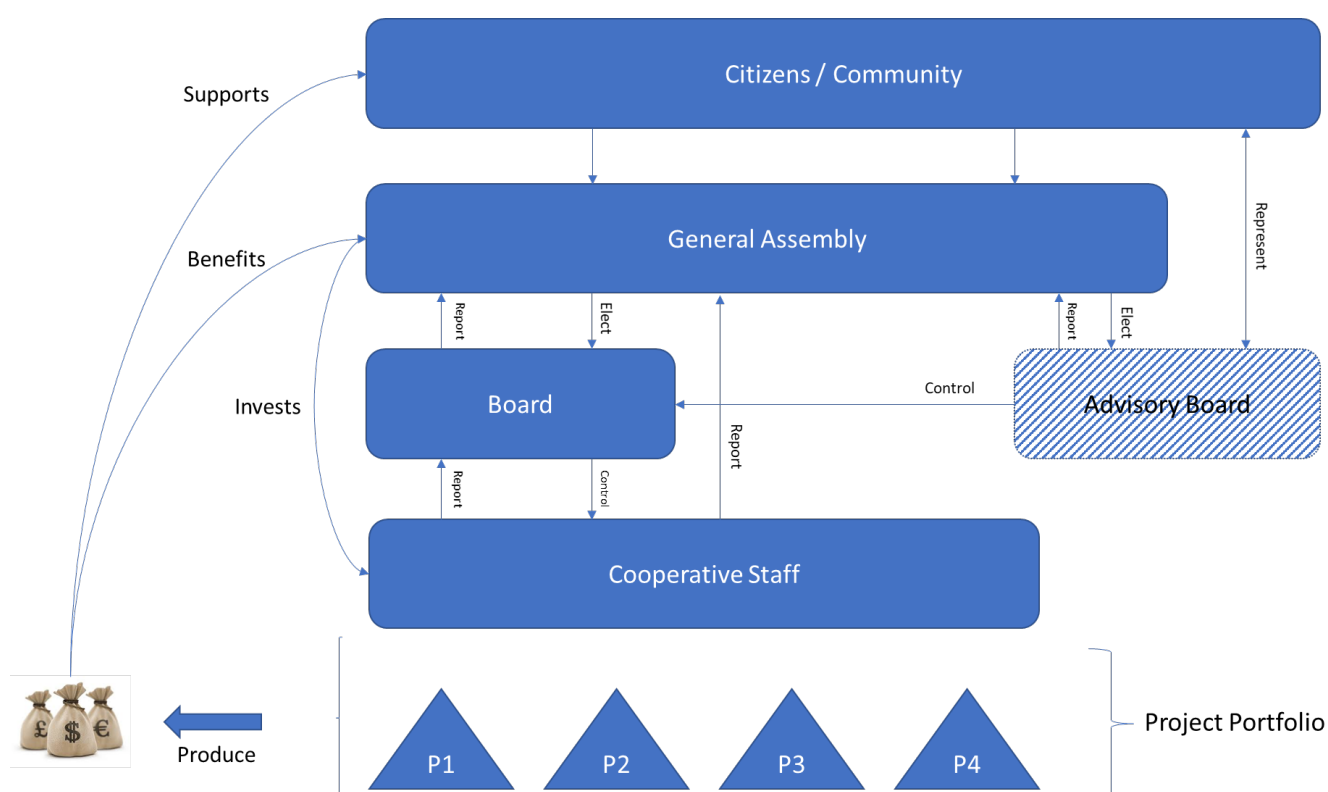 Citizens / Community
Supports
General Assembly
Represent
Benefits
Report
Elect
Report
Elect
Board
Control
Advisory Board
Invests
Report
Report
Control
Cooperative Staff
£ $ €
Produce
P1
P2
P3
P4
Project Portfolio